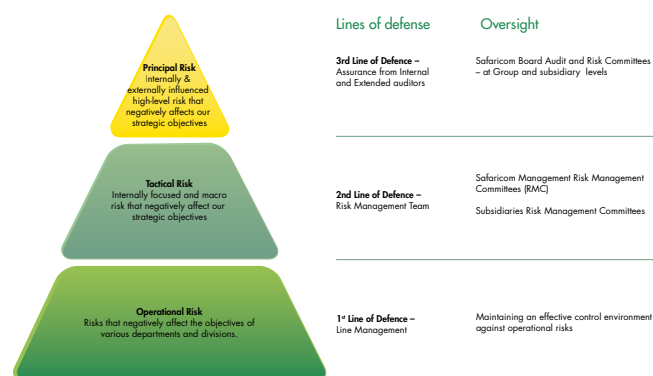 Lines of defense
Oversight
Principal Risk
Internally &
externally influenced
high-level risk that
negatively affects our
strategic objectives
3rd Line of Defence –
Assurance from Internal
and Extended auditors
Safaricom Board Audit and Risk Committees
– at Group and subsidiary levels
Tactical Risk
Internally focused and macro
risk that negatively affect our
strategic objectives
2nd Line of Defence –
Risk Management Team
Safaricom Management Risk Management
Committees (RMC)
Subsidiaries Risk Management Committees
Operational Risk
Risks that negatively affect the objectives of
various departments and divisions.
1st Line of Defence –
Line Management
Maintaining an effective control environment
against operational risks